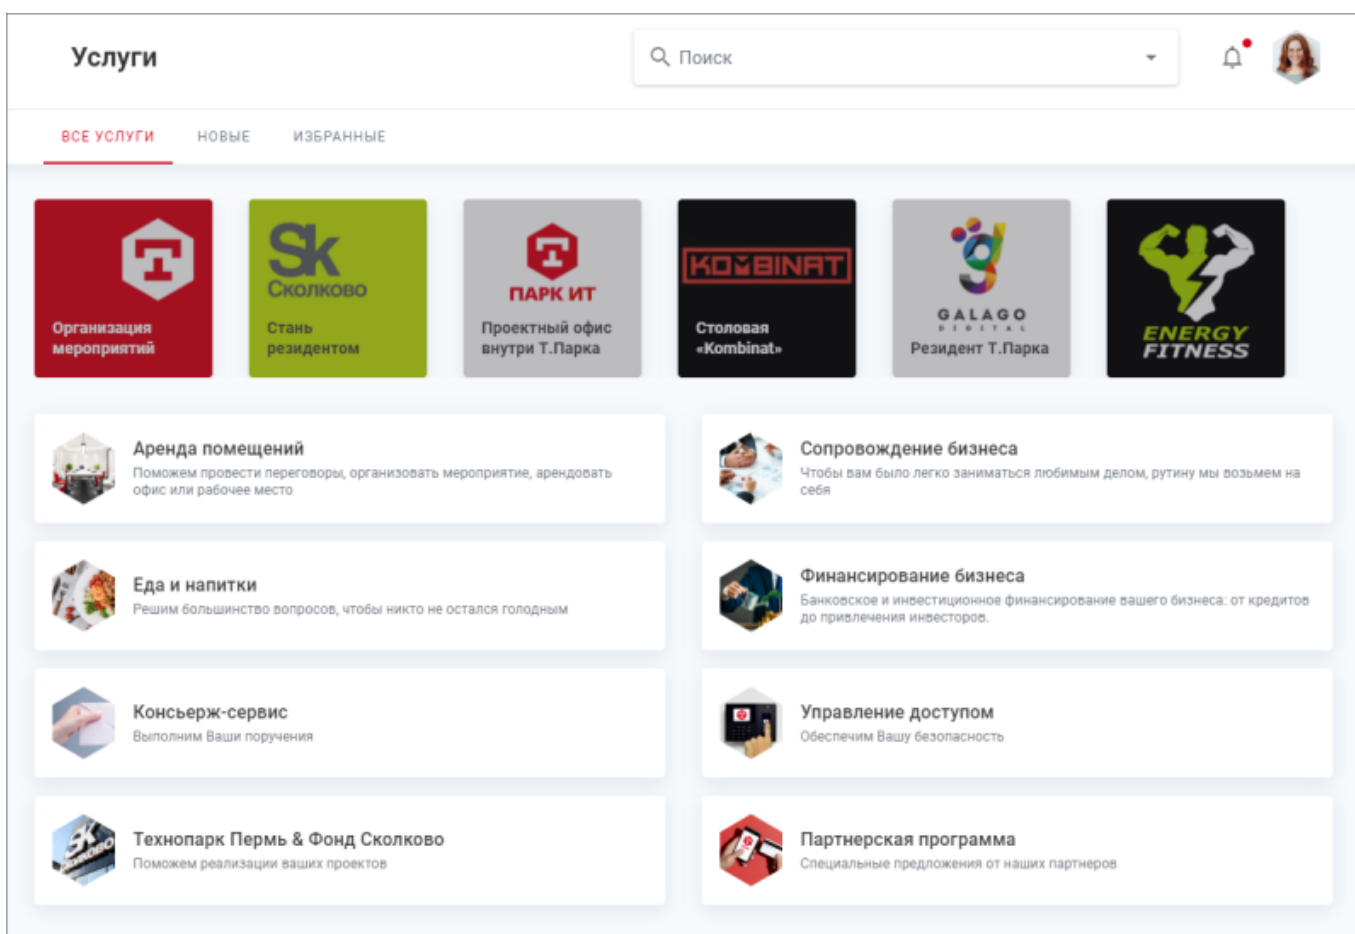 Услуги
Поиск
ВСЕ УСЛУГИ
НОВЫЕ
ИЗБРАННЫЕ
Т
Организация
мероприятий
Sk
Сколково
Стань
резидентом
Т
ПАРК ИТ
Проектный офис
внутри Т.Парка
KOMBINAT
Столовая
«Kombinat»
g
GALAGO
DIGITAL
Резидент Т.Парка
ENERGY
FITNESS
Аренда помещений
Поможем провести переговоры, организовать мероприятие, арендовать
офис или рабочее место
Сопровождение бизнеса
Чтобы вам было легко заниматься любимым делом, рутину мы возьмем на
себя
Еда и напитки
Решим большинство вопросов, чтобы никто не остался голодным
Финансирование бизнеса
Банковское и инвестиционное финансирование вашего бизнеса: от кредитов
до привлечения инвесторов.
Консьерж-сервис
Выполним Ваши поручения
Управление доступом
Обеспечим Вашу безопасность
Sk
Технопарк Пермь & Фонд Сколково
Поможем реализации ваших проектов
Партнерская программа
Специальные предложения от наших партнеров